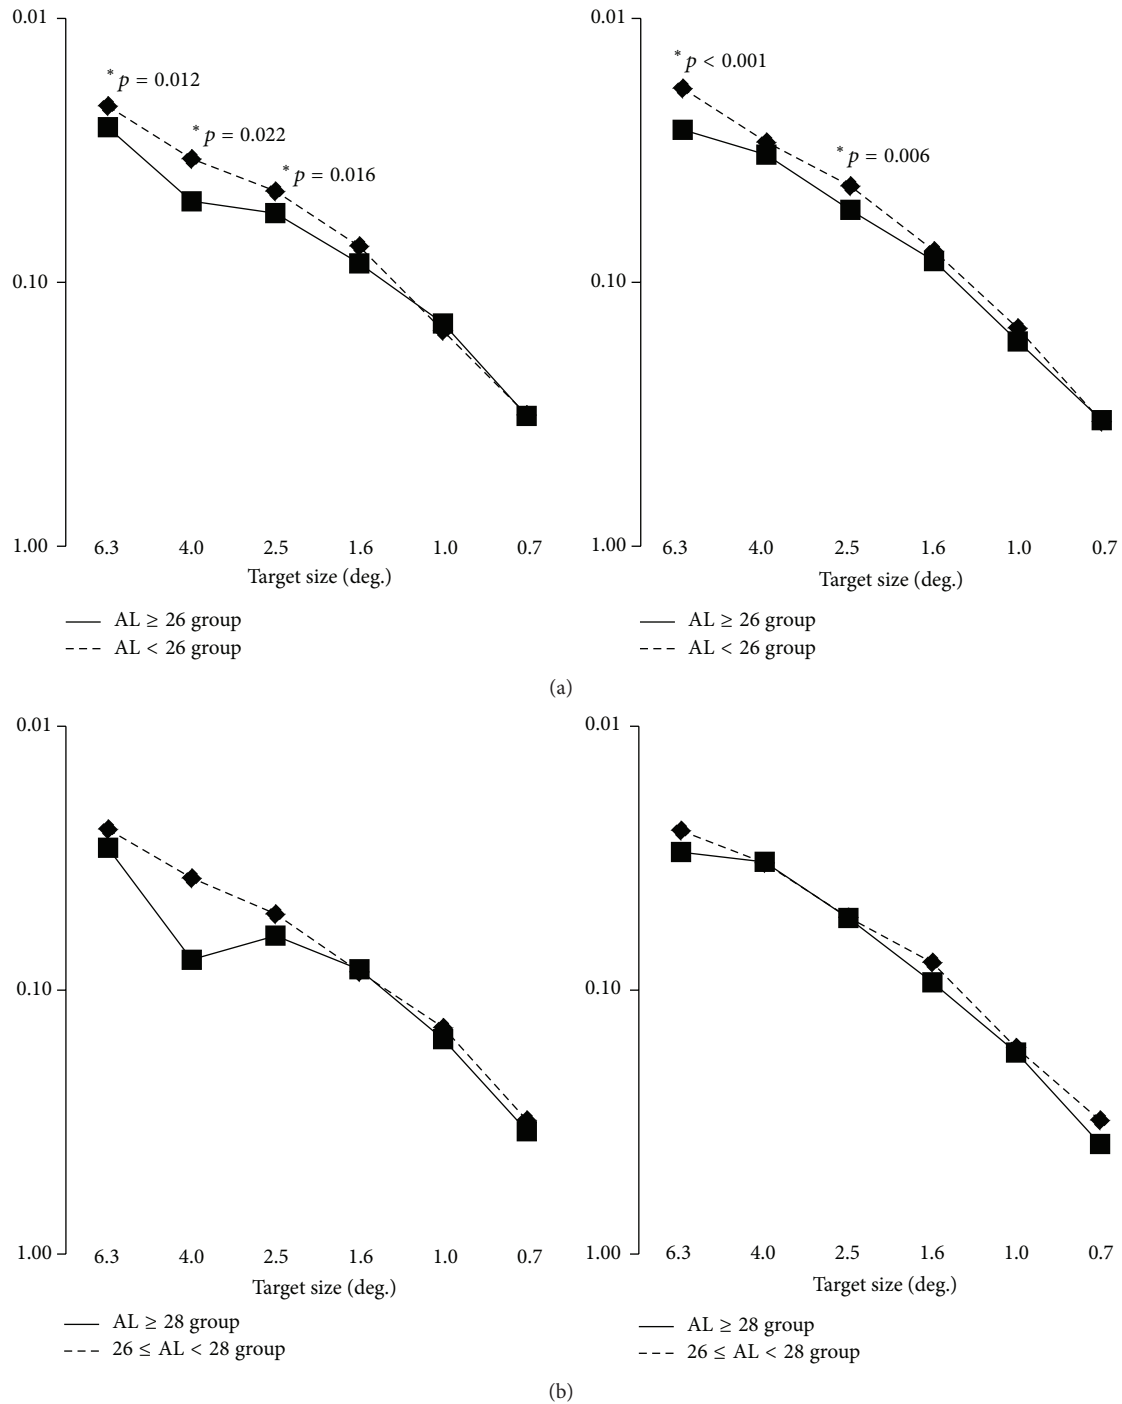 0.01
* p = 0.012
* p = 0.022
* p = 0.016
0.10
1.00
6.3 4.0 2.5 1.6 1.0 0.7
Target size (deg.)
AL ≥ 26 group
AL < 26 group
0.01
* p < 0.001
* p = 0.006
0.10
1.00
6.3 4.0 2.5 1.6 1.0 0.7
Target size (deg.)
AL ≥ 26 group
AL < 26 group
(a)
0.01
0.10
1.00
6.3 4.0 2.5 1.6 1.0 0.7
Target size (deg.)
AL ≥ 28 group
26 ≤ AL < 28 group
0.01
0.10
1.00
6.3 4.0 2.5 1.6 1.0 0.7
Target size (deg.)
AL ≥ 28 group
26 ≤ AL < 28 group
(b)